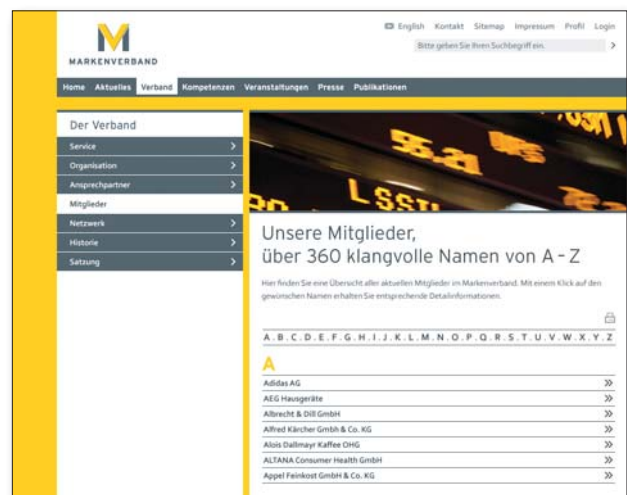 English Kontakt Sitemap Impressum Profil Login
Bitte geben Sie Ihren Suchbegriff ein.
MARKENVERBAND
Home Aktuelles Verband Kompetenzen Veranstaltungen Presse Publikationen
Der Verband
Service
Organisation
Ansprechpartner
Mitglieder
Netzwerk
Historie
Satzung
56.21
Unsere Mitglieder,
über 360 klangvolle Namen von A – Z
Hier finden Sie eine Übersicht aller aktuellen Mitglieder im Markenverband. Mit einem Klick auf den
gewünschen Namen erhalten Sie entsprechende Detailinformationen.
A . B . C . D . E . F . G . H . I . J . K . L . M . N . O . P . Q . R . S . T . U . V . W . X . Y . Z
A
Adidas AG
AEG Hausgeräte
Albrecht & Dill GmbH
Alfred Kärcher Gmbh & Co. KG
Alois Dallmayr Kaffee OHG
ALTANA Consumer Health GmbH
Appel Feinkost GmbH & Co. KG